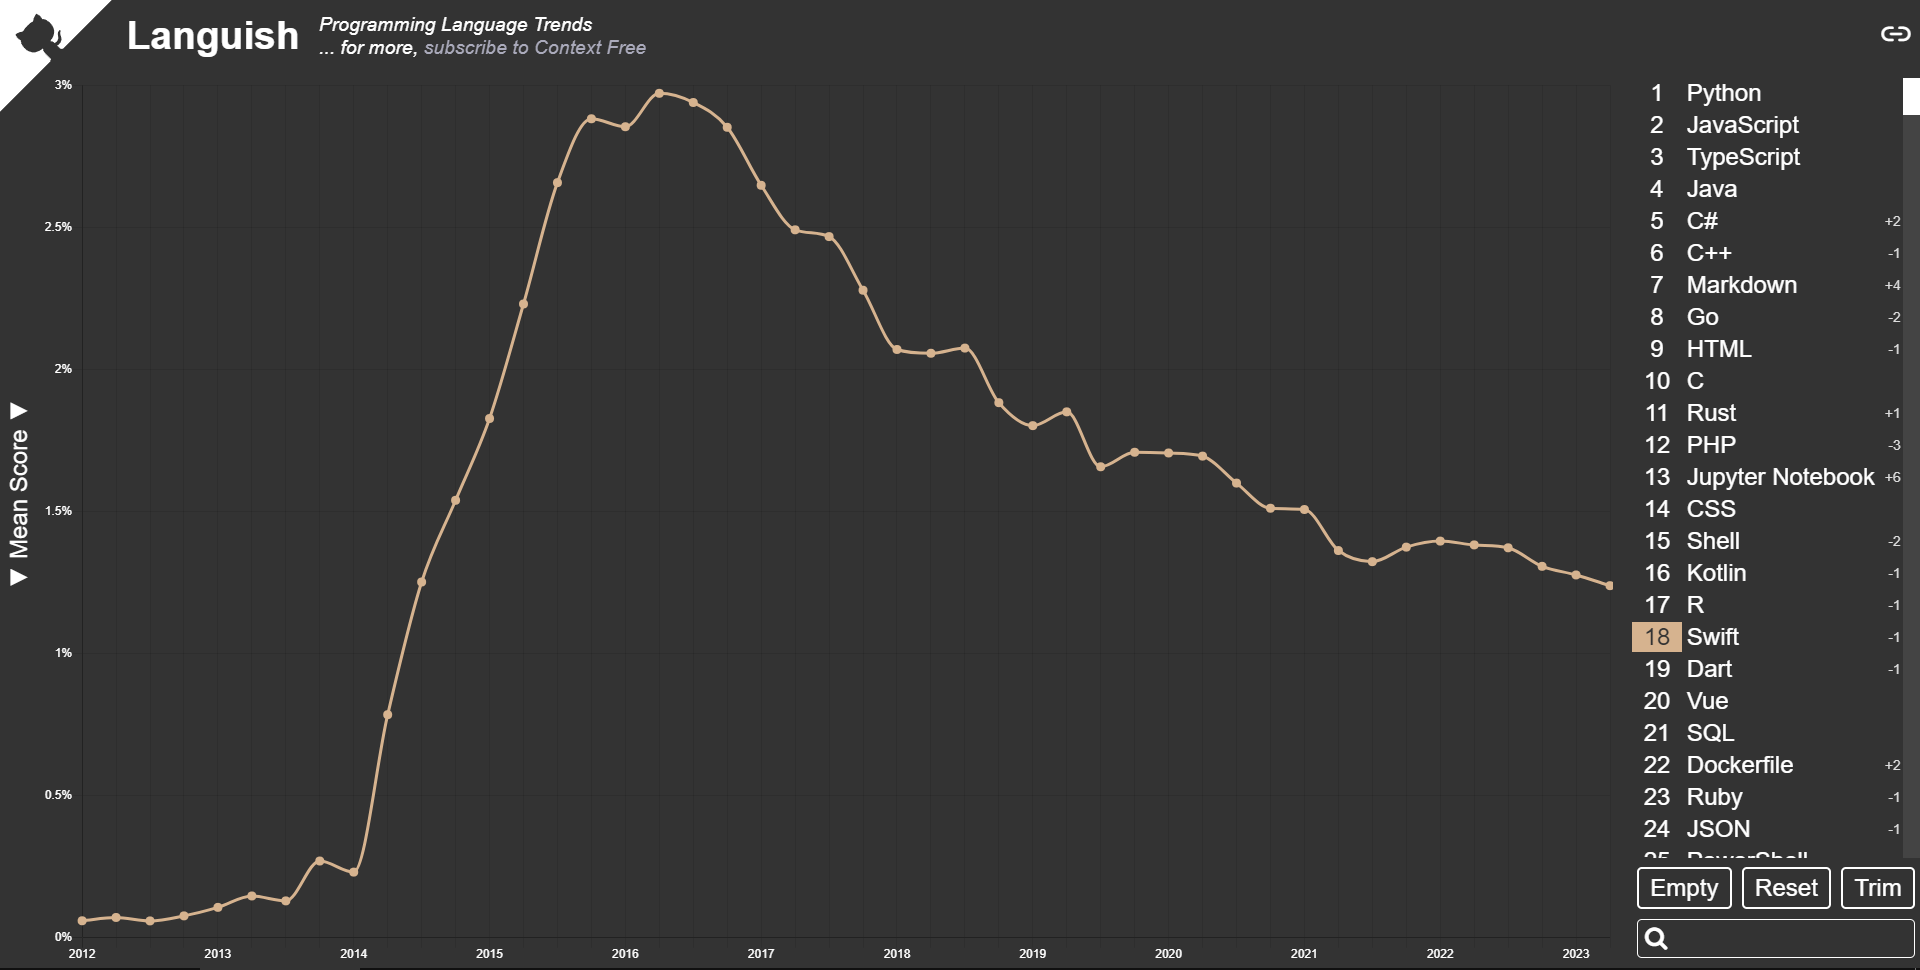 Languish
Programming Language Trends
... for more, subscribe to Context Free
3%
2.5%
2%
1.5%
1%
0.5%
0%
▼ Mean Score ▼
2012
2013
2014
2015
2016
2017
2018
2019
2020
2021
2022
2023
1 Python
2 JavaScript
3 TypeScript
4 Java
5 C# +2
6 C++ -1
7 Markdown +4
8 Go -2
9 HTML -1
10 C
11 Rust +1
12 PHP -3
13 Jupyter Notebook +6
14 CSS
15 Shell -2
16 Kotlin -1
17 R -1
18 Swift -1
19 Dart -1
20 Vue
21 SQL
22 Dockerfile +2
23 Ruby -1
24 JSON -1
25 PowerShell
Empty Reset Trim